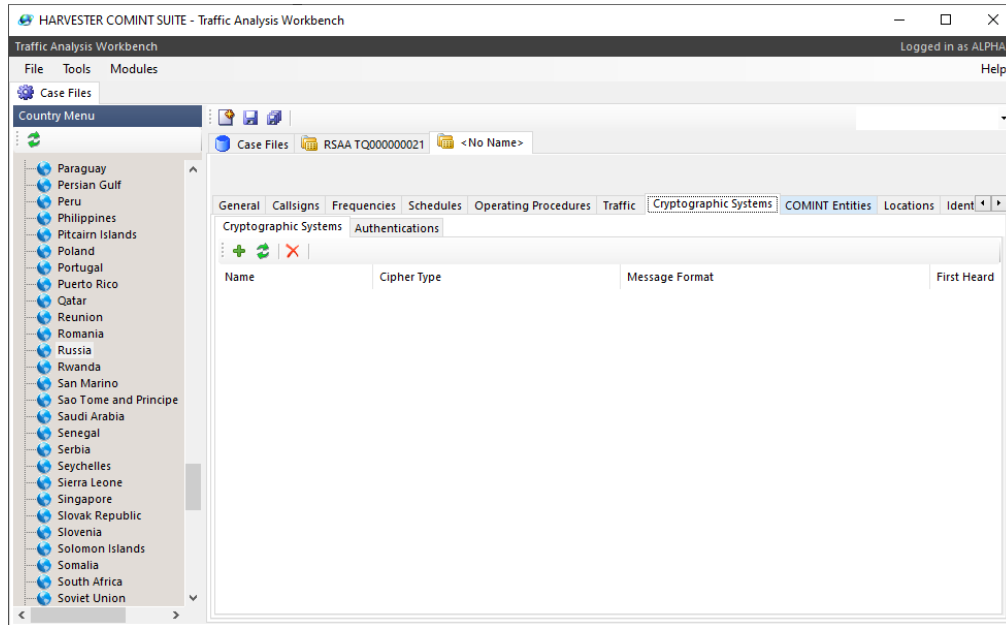 HARVESTER COMINT SUITE - Traffic Analysis Workbench
Traffic Analysis Workbench Logged in as ALPHA
File Tools Modules Help
Case Files
Country Menu
Case Files RSAA TQ000000021 <No Name>
General Callsigns Frequencies Schedules Operating Procedures Traffic Cryptographic Systems COMINT Entities Locations Ident
Cryptographic Systems Authentications
Name Cipher Type Message Format First Heard
Paraguay
Persian Gulf
Peru
Philippines
Pitcairn Islands
Poland
Portugal
Puerto Rico
Qatar
Reunion
Romania
Russia
Rwanda
San Marino
Sao Tome and Principe
Saudi Arabia
Senegal
Serbia
Seychelles
Sierra Leone
Singapore
Slovak Republic
Slovenia
Solomon Islands
Somalia
South Africa
Soviet Union